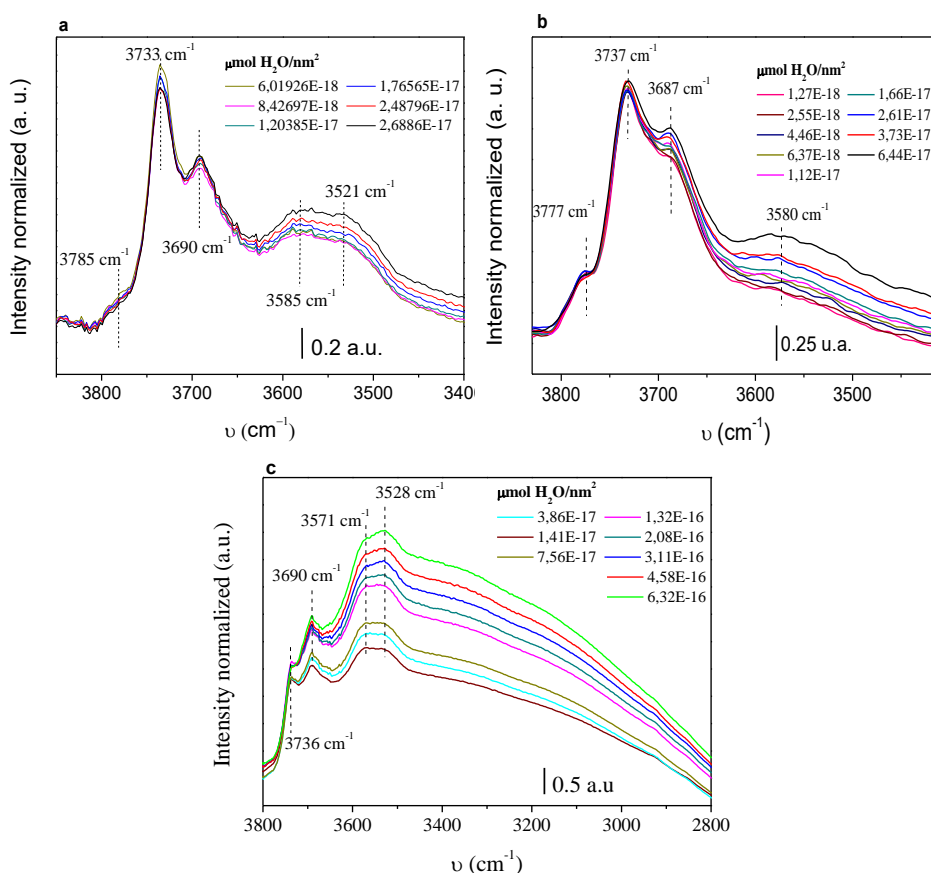 a
3733 cm⁻¹
μmol H₂O/nm²
6,01926E-18 1,76565E-17
8,42697E-18 2,48796E-17
1,20385E-17 2,6886E-17
3521 cm⁻¹
3785 cm⁻¹
3690 cm⁻¹
3585 cm⁻¹
0.2 a.u.
Intensity normalized (a. u.)
3800 3700 3600 3500 3400
υ (cm⁻¹)
b
3737 cm⁻¹
3687 cm⁻¹
μmol H₂O/nm²
1,27E-18 1,66E-17
2,55E-18 2,61E-17
4,46E-18 3,73E-17
6,37E-18 6,44E-17
1,12E-17
3777 cm⁻¹
3580 cm⁻¹
0.25 u.a.
Intensity normalized (a. u.)
3800 3700 3600 3500
υ (cm⁻¹)
c
3528 cm⁻¹
3571 cm⁻¹
3690 cm⁻¹
μmol H₂O/nm²
3,86E-17 1,32E-16
1,41E-17 2,08E-16
7,56E-17 3,11E-16
4,58E-16
6,32E-16
3736 cm⁻¹
0.5 a.u
Intensity normalized (a.u.)
3800 3600 3400 3200 3000 2800
υ (cm⁻¹)